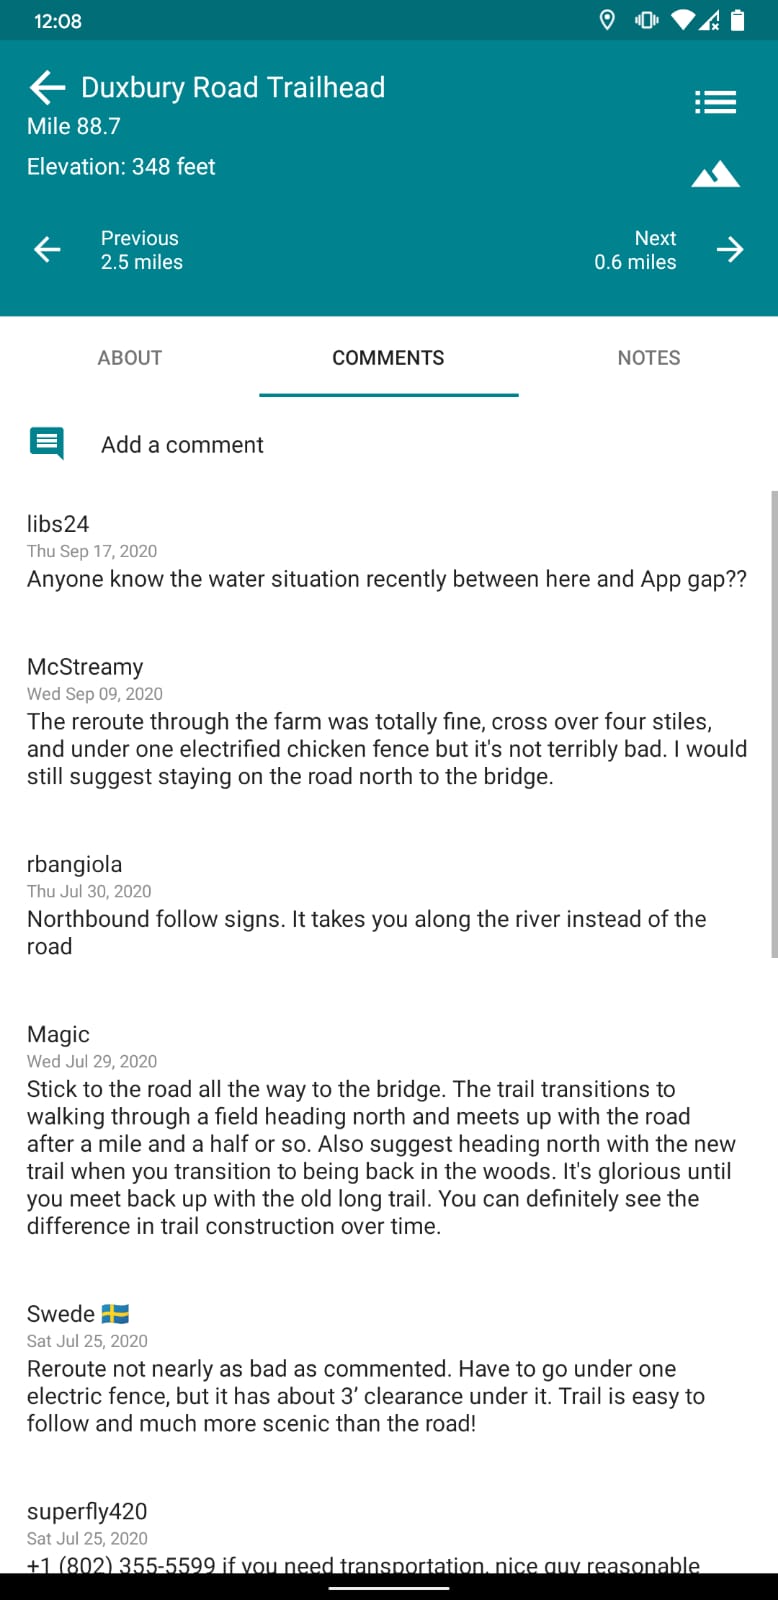 12:08
Duxbury Road Trailhead
Mile 88.7
Elevation: 348 feet
Previous
2.5 miles
Next
0.6 miles
ABOUT
COMMENTS
NOTES
Add a comment
libs24
Thu Sep 17, 2020
Anyone know the water situation recently between here and App gap??
McStreamy
Wed Sep 09, 2020
The reroute through the farm was totally fine, cross over four stiles,
and under one electrified chicken fence but it's not terribly bad. I would
still suggest staying on the road north to the bridge.
rbangiola
Thu Jul 30, 2020
Northbound follow signs. It takes you along the river instead of the
road
Magic
Wed Jul 29, 2020
Stick to the road all the way to the bridge. The trail transitions to
walking through a field heading north and meets up with the road
after a mile and a half or so. Also suggest heading north with the new
trail when you transition to being back in the woods. It's glorious until
you meet back up with the old long trail. You can definitely see the
difference in trail construction over time.
Swede 🇸🇪
Sat Jul 25, 2020
Reroute not nearly as bad as commented. Have to go under one
electric fence, but it has about 3′ clearance under it. Trail is easy to
follow and much more scenic than the road!
superfly420
Sat Jul 25, 2020
+1 (802) 355-5599 if you need transportation, nice guy reasonable